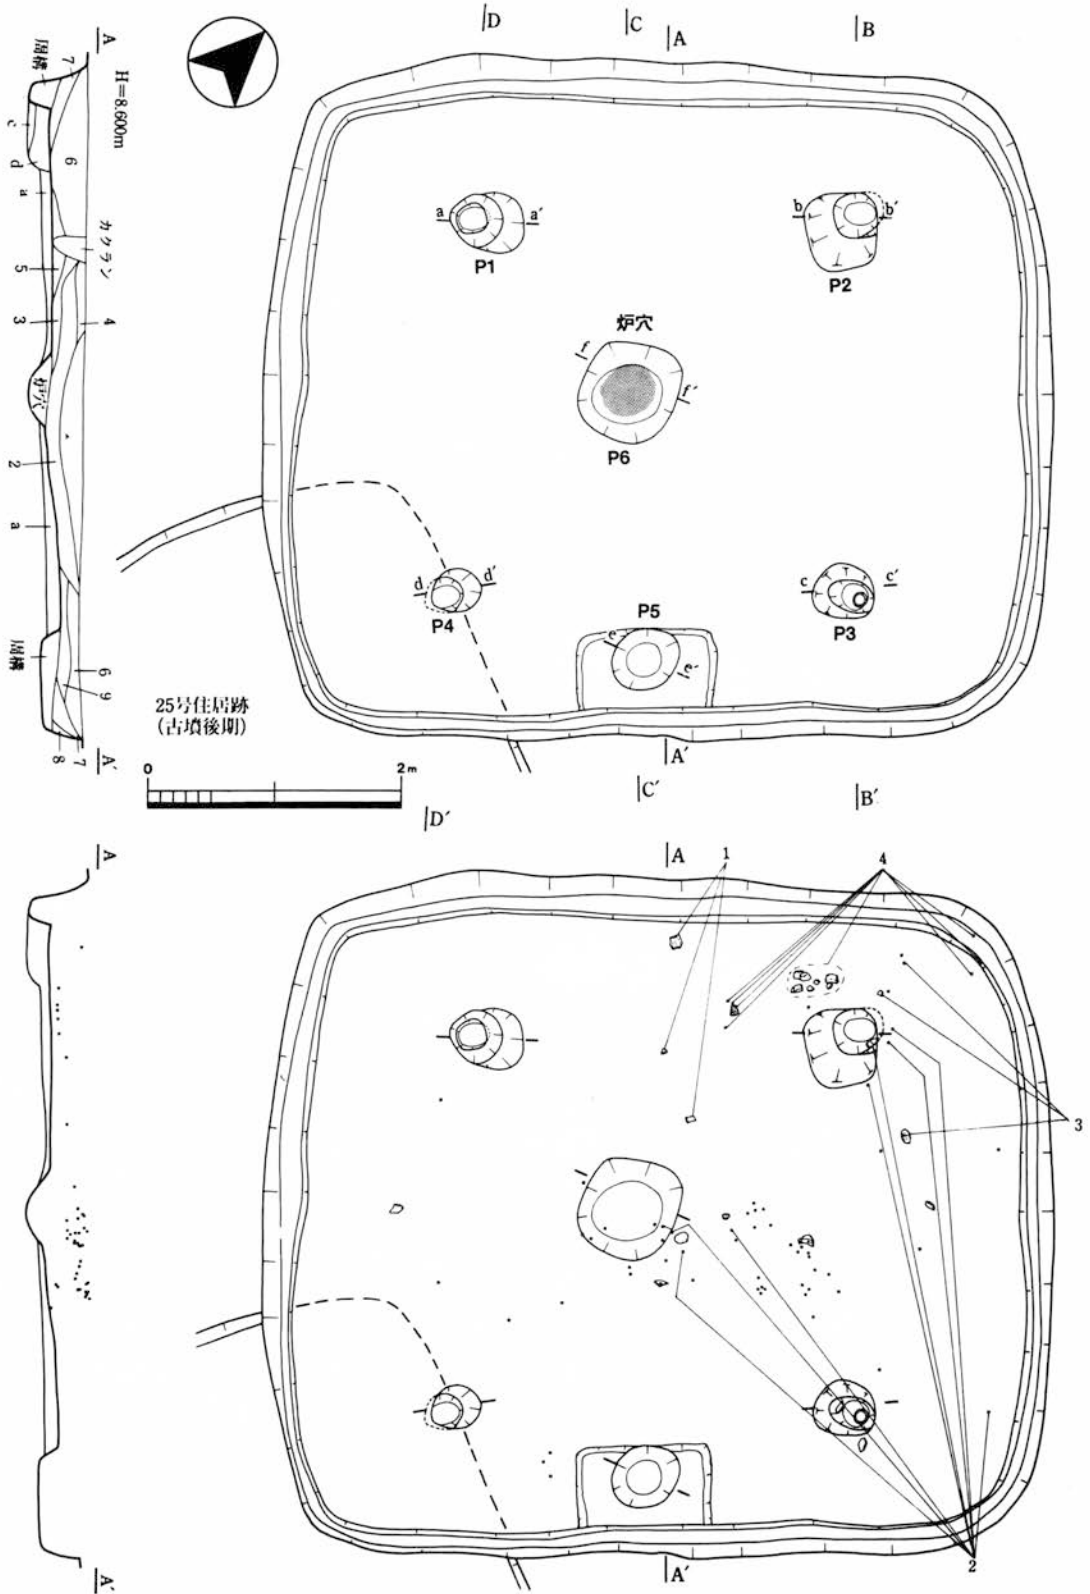 A
H=8.600m
周溝
7
c
d
6
a
カクラン
5
3
4
炉穴
2
a
周溝
6
9
8
7
A′
D
C
A
B
a
a′
P1
b
b′
P2
炉穴
f
f′
P6
d
d′
P4
c
c′
P3
P5
e
e′
25号住居跡
(古墳後期)
0
2m
A′
C′
D′
B′
A
A
1
4
3
2
A′
A′